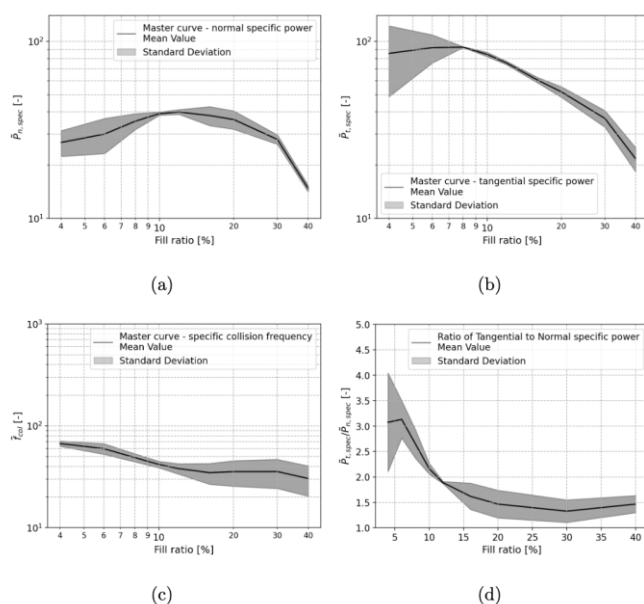 Master curve - normal specific power
Mean Value
Standard Deviation
10²
10¹
P̄n, spec [-]
4 5 6 7 8 9 10 20 30 40
Fill ratio [%]
(a)
10²
10¹
P̄t, spec [-]
Master curve - tangential specific power
Mean Value
Standard Deviation
4 5 6 7 8 9 10 20 30 40
Fill ratio [%]
(b)
Master curve - specific collision frequency
Mean Value
Standard Deviation
10³
10²
10¹
f̄col [-]
4 5 6 7 8 9 10 20 30 40
Fill ratio [%]
(c)
Ratio of Tangential to Normal specific power
Mean Value
Standard Deviation
5.0
4.5
4.0
3.5
3.0
2.5
2.0
1.5
1.0
P̄t, spec/P̄n, spec [-]
5 10 15 20 25 30 35 40
Fill ratio [%]
(d)